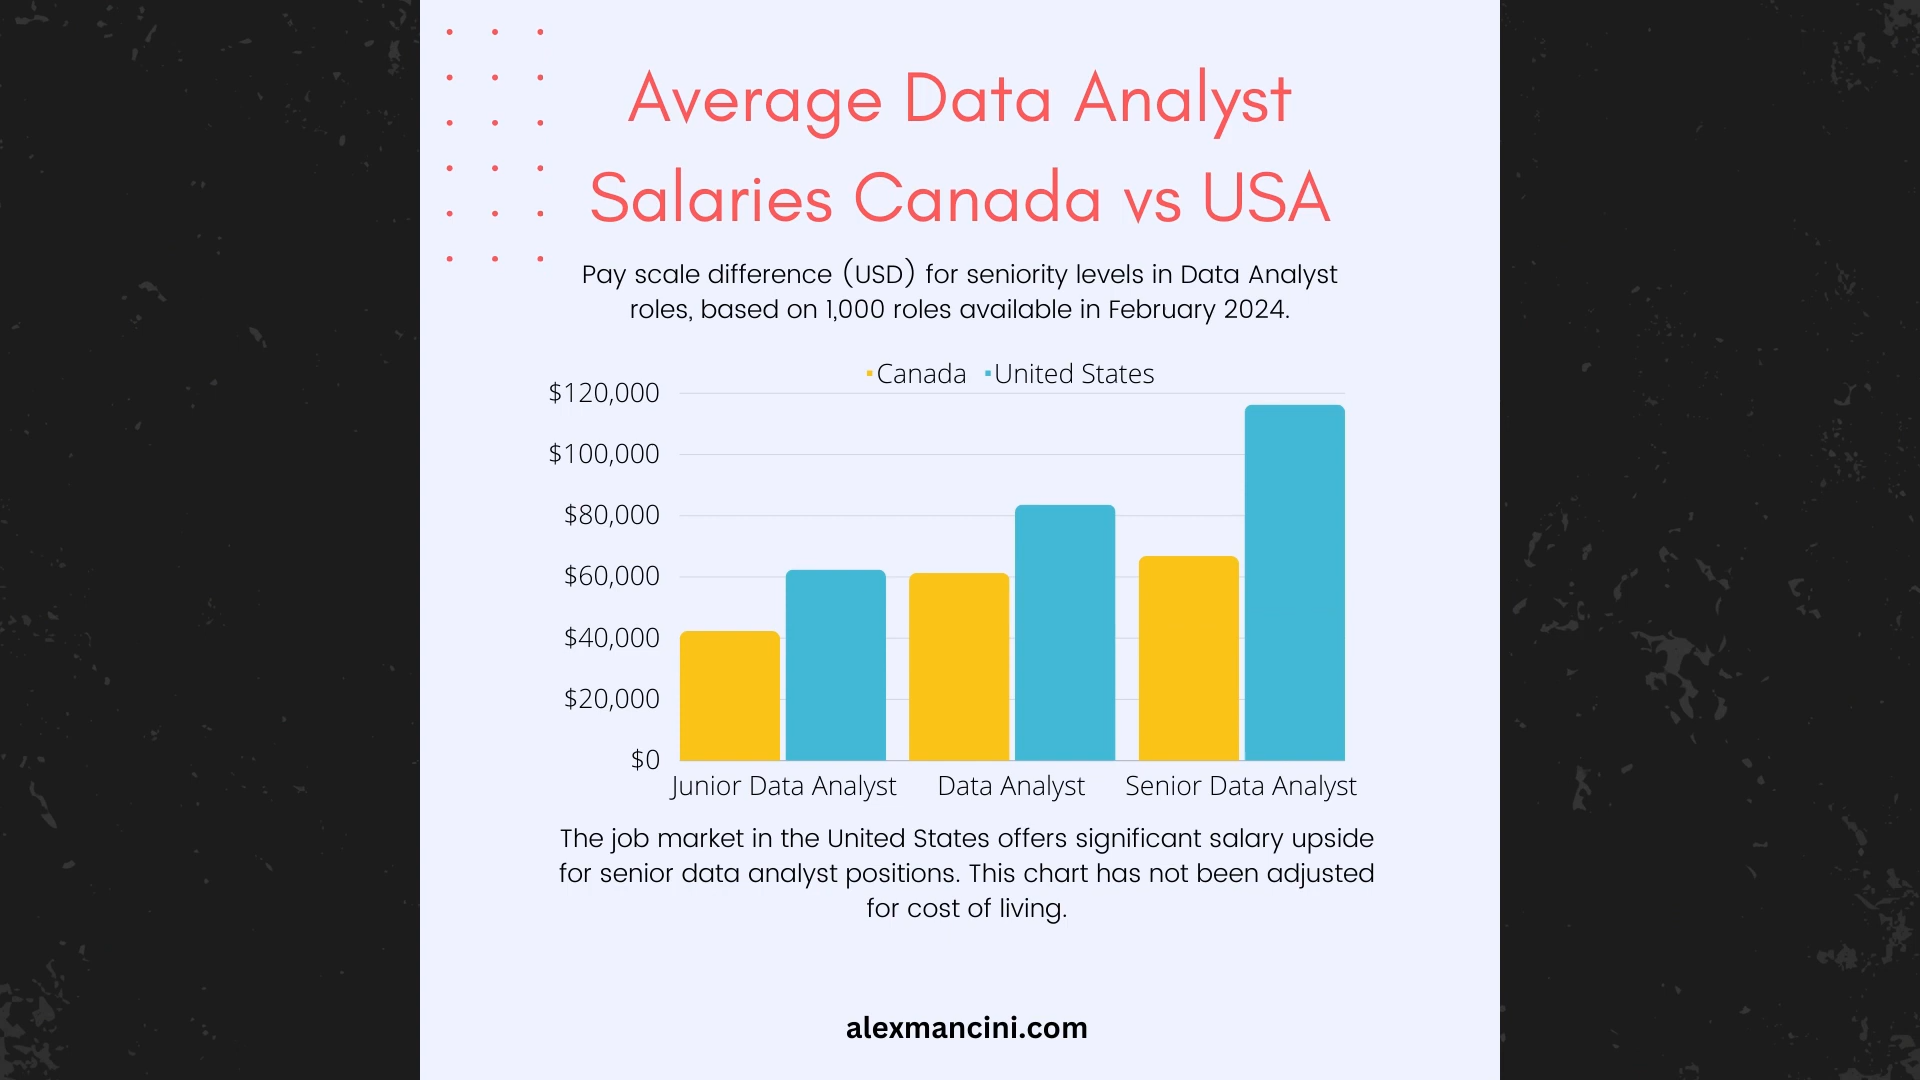 Average Data Analyst
Salaries Canada vs USA
Pay scale difference (USD) for seniority levels in Data Analyst
roles, based on 1,000 roles available in February 2024.
Canada United States
$120,000
$100,000
$80,000
$60,000
$40,000
$20,000
$0
Junior Data Analyst Data Analyst Senior Data Analyst
The job market in the United States offers significant salary upside
for senior data analyst positions. This chart has not been adjusted
for cost of living.
alexmancini.com